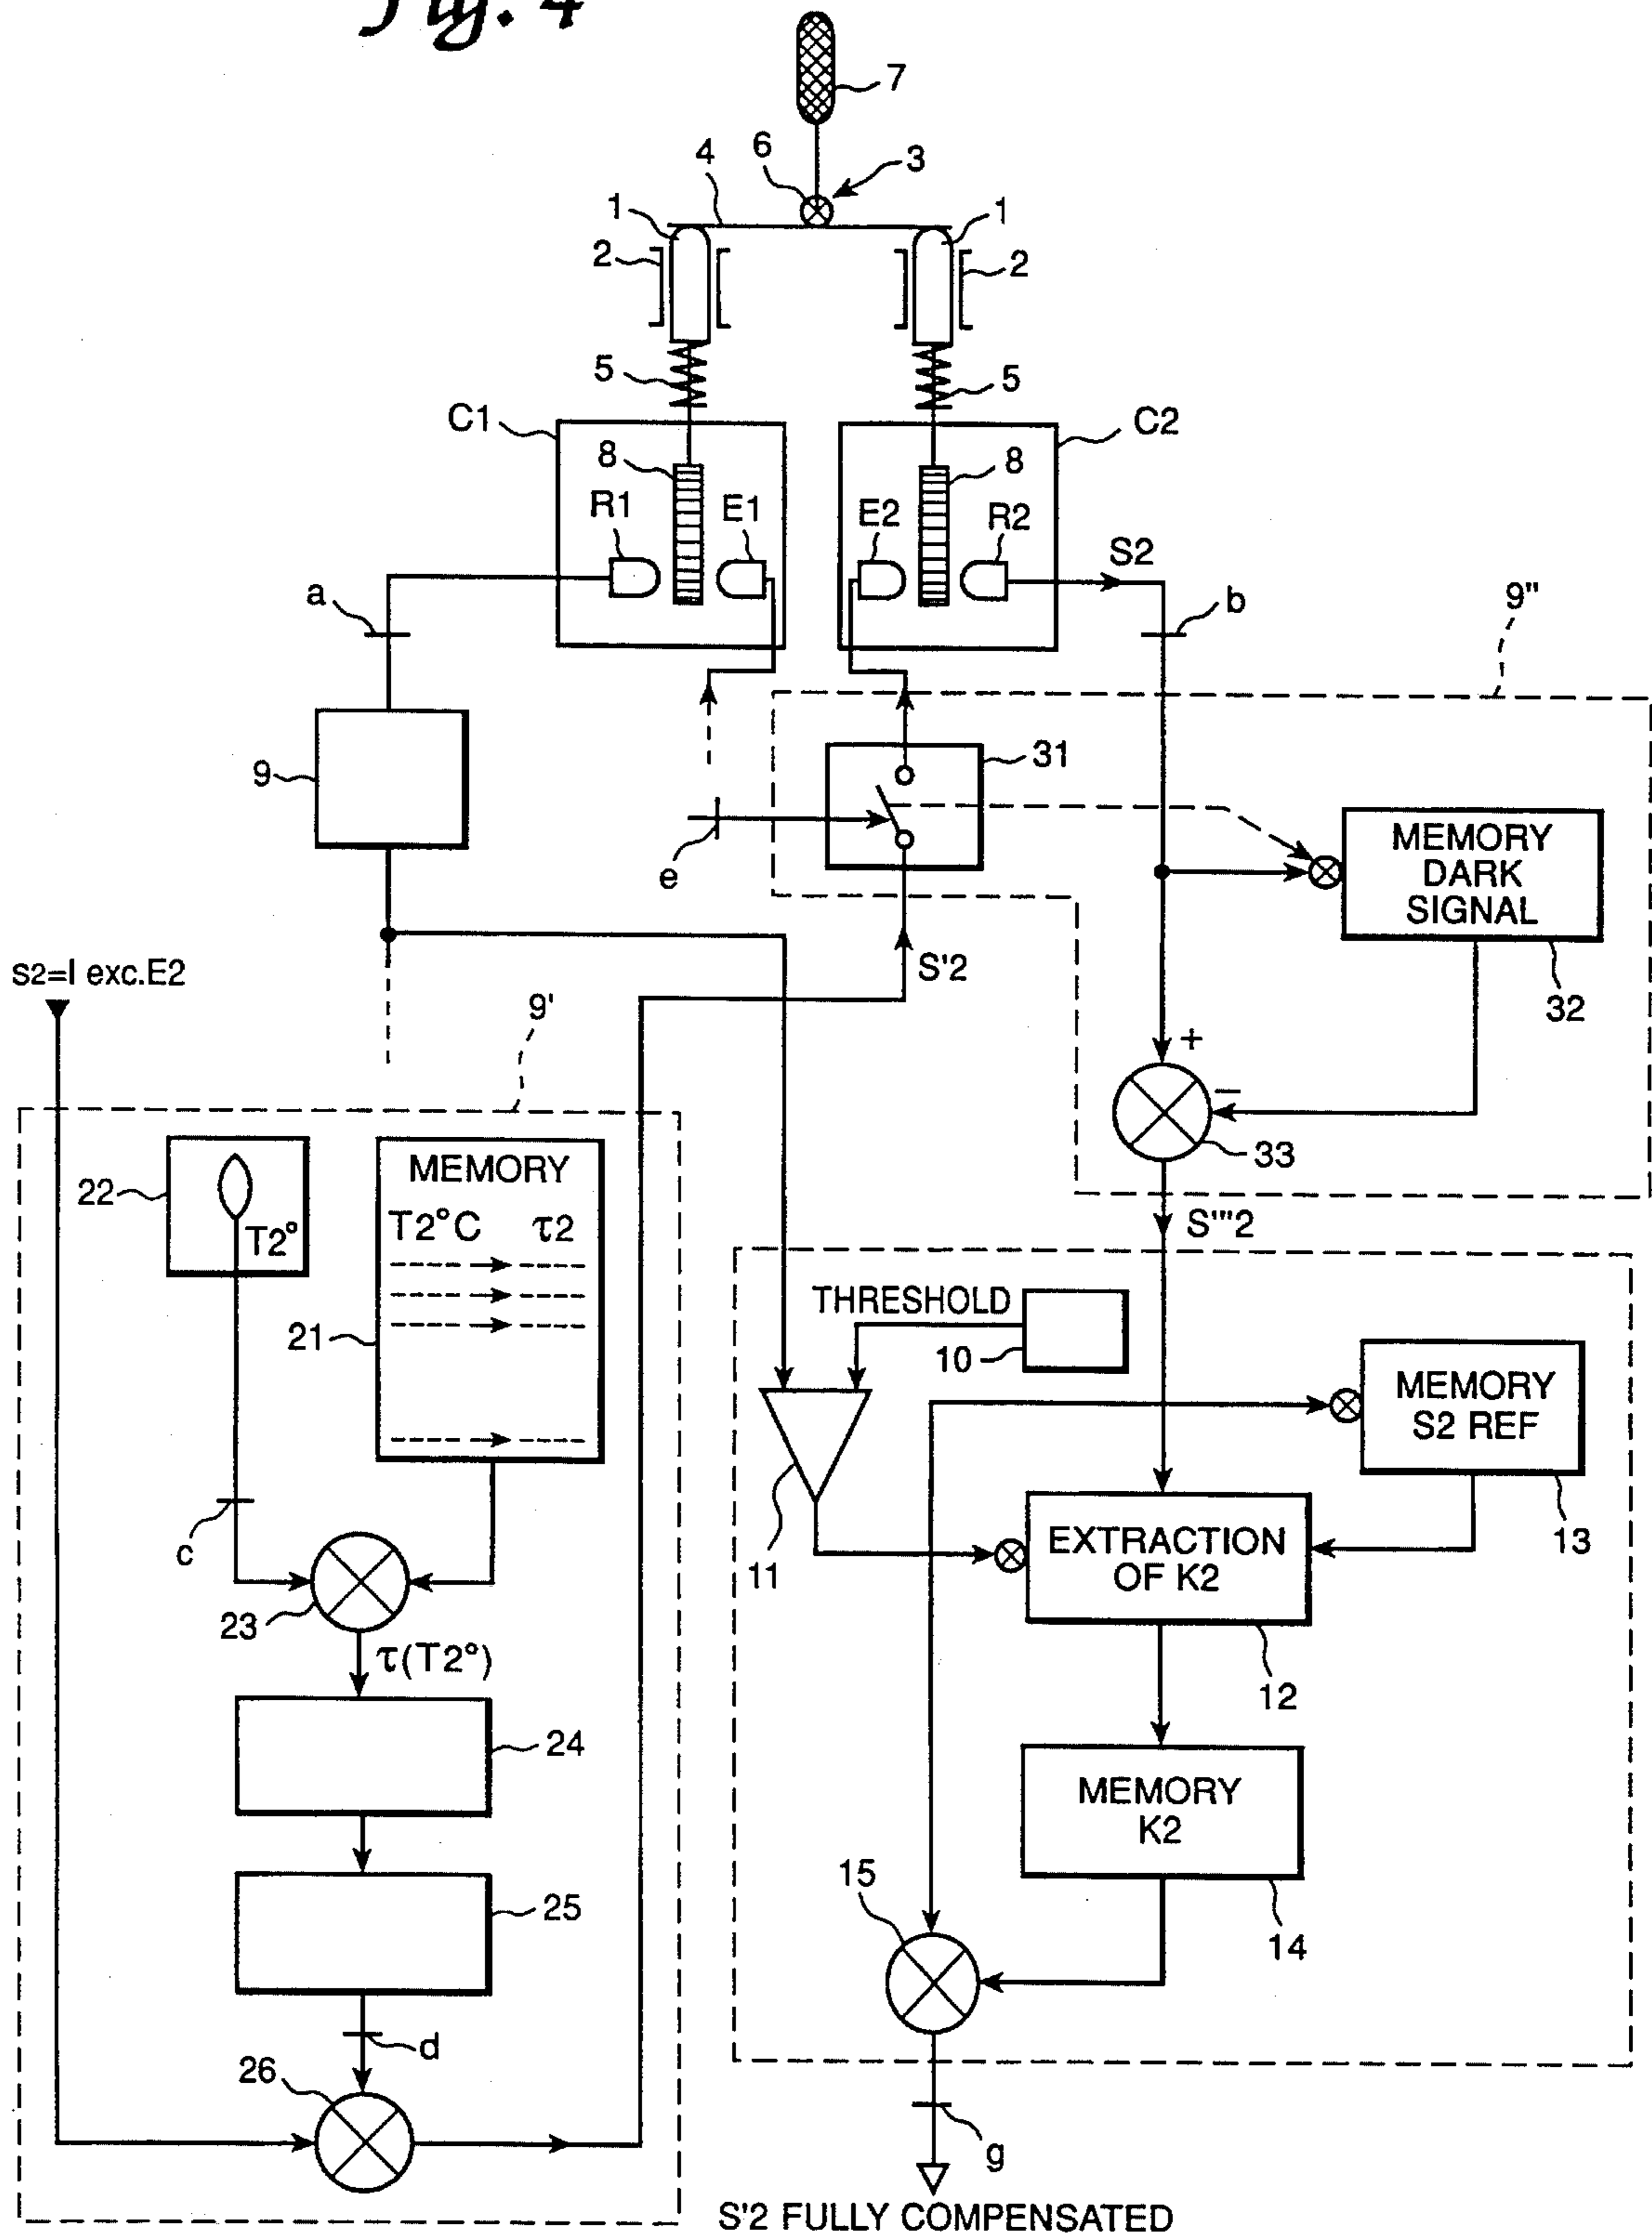 Fig. 4
7
4 6 3
1 1
2 2
5 5
C1 C2
8 8
R1 E1 E2 R2
S2
a b
9"
31
9
e
MEMORY
DARK
SIGNAL
S'2
s2=I exc.E2
32
9'
+
−
33
22
T2°
MEMORY
T2°C τ2
S'"2
21
THRESHOLD
10
MEMORY
S2 REF
11
13
c
EXTRACTION
OF K2
23
τ(T2°)
12
24
MEMORY
K2
15
25
14
d
26
g
S'2 FULLY COMPENSATED